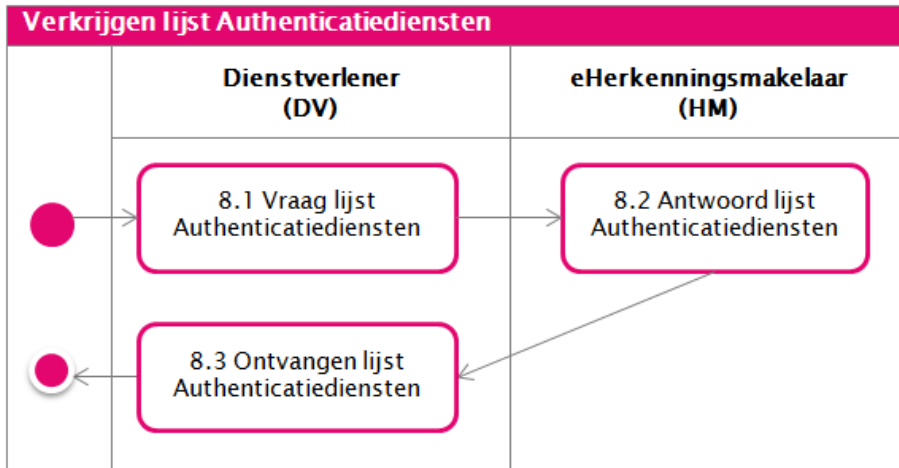 Verkrijgen lijst Authenticatiediensten
Dienstverlener
(DV)
eHerkenningsmakelaar
(HM)
8.1 Vraag lijst
Authenticatiediensten
8.2 Antwoord lijst
Authenticatiediensten
8.3 Ontvangen lijst
Authenticatiediensten